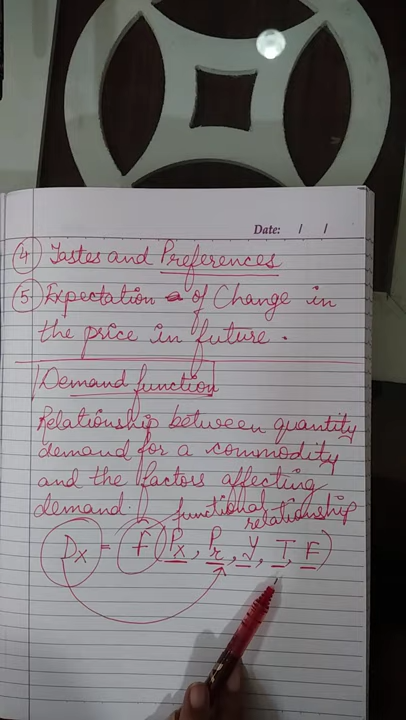 Date: / /
4 Tastes and Preferences
5 Expectation of Change in
the price in future.
Demand function
Relationship between quantity
demand for a commodity
and the factors affecting
demand.
functional
relationship
Dx = f (Px, Pr, Y, T, F)